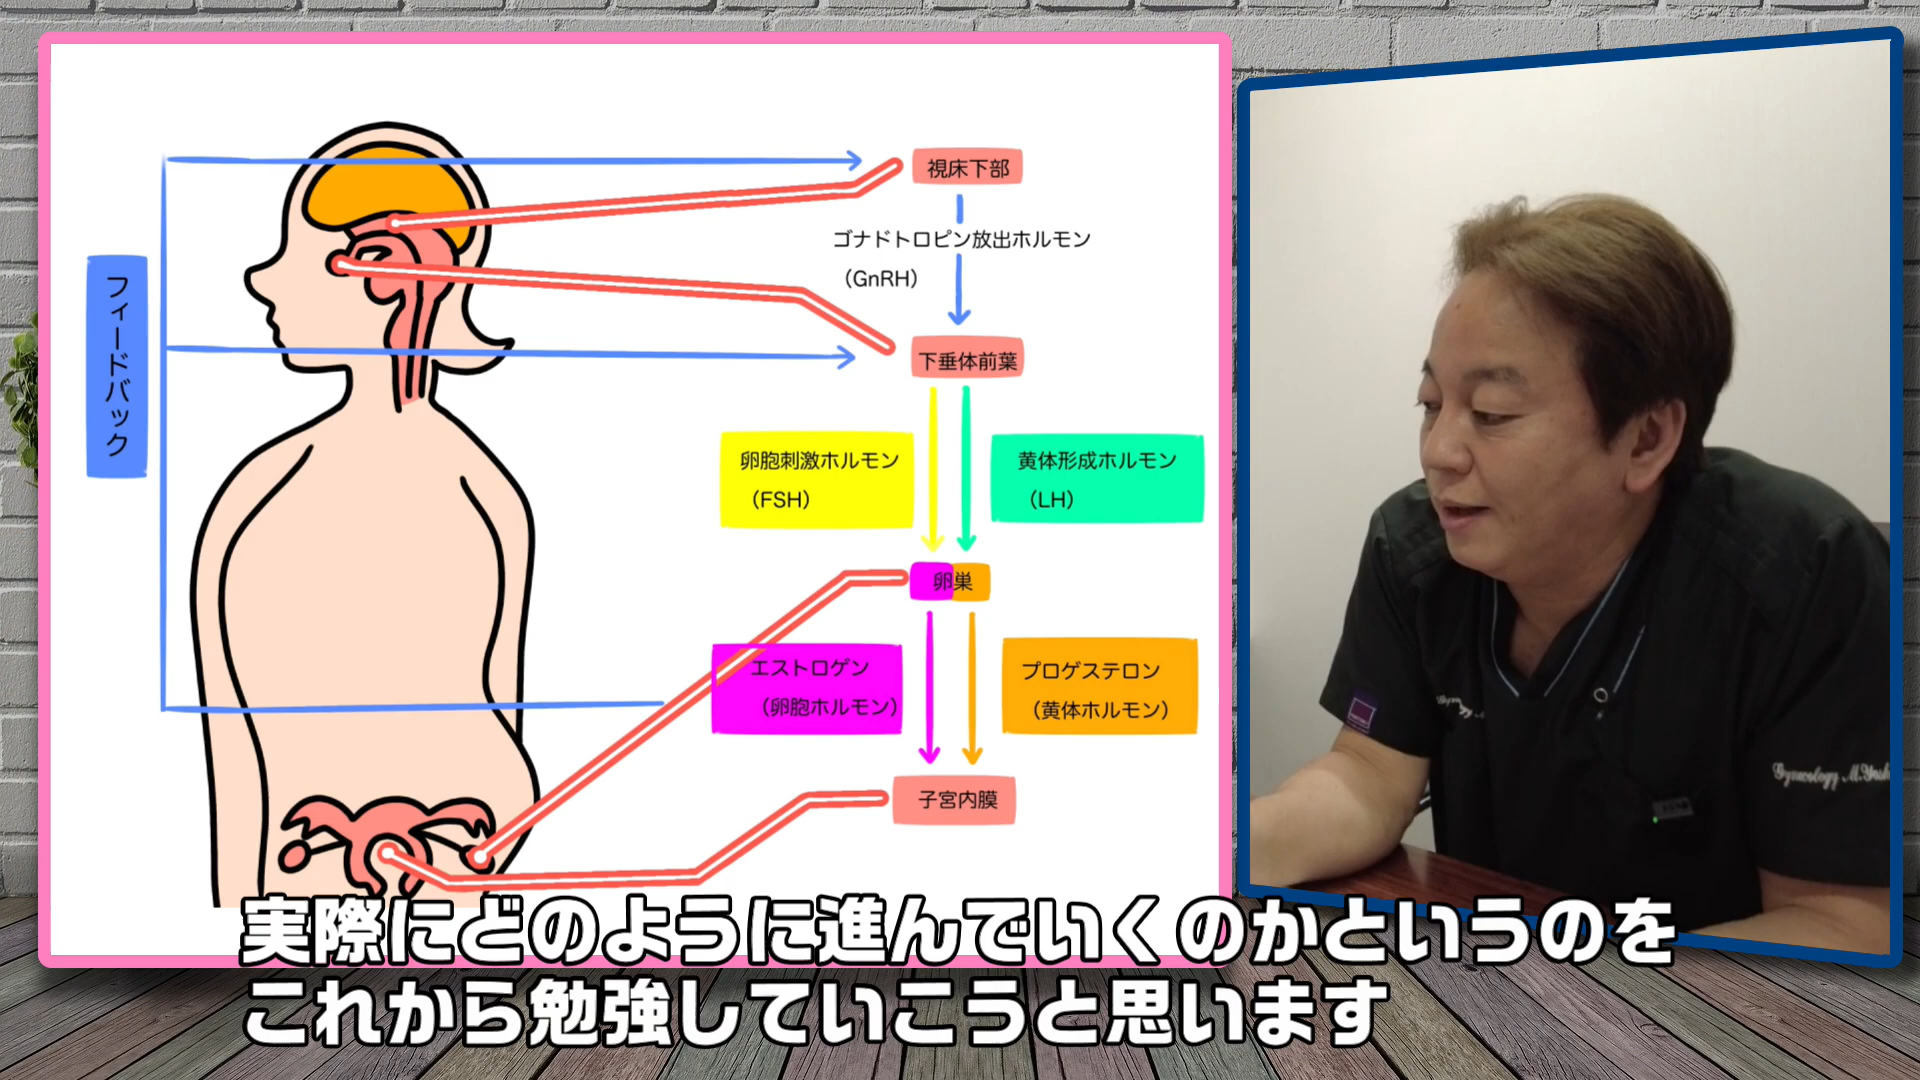 視床下部
ゴナドトロピン放出ホルモン
（GnRH）
フィードバック
下垂体前葉
卵胞刺激ホルモン
（FSH）
黄体形成ホルモン
（LH）
卵巣
エストロゲン
（卵胞ホルモン）
プロゲステロン
（黄体ホルモン）
子宮内膜
Gynecology M.
実際にどのように進んでいくのかというのを
これから勉強していこうと思います